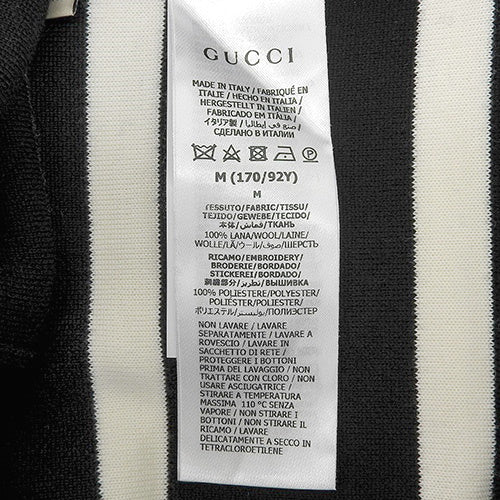 GUCCI
MADE IN ITALY / FABRIQUÉ EN
ITALIE / HECHO EN ITALIA /
HERGESTELLT IN ITALIEN /
FABRICADO EM ITÁLIA /
イタリア製 / صنع في إيطاليا /
СДЕЛАНО В ИТАЛИИ
M (170/92Y)
M
TESSUTO/FABRIC/TISSU/
TEJIDO/GEWEBE/TECIDO/
本体/قماش/ТКАНЬ
100% LANA/WOOL/LAINE/
WOLLE/LÃ/ウール/صوف/ШЕРСТЬ
RICAMO/EMBROIDERY/
BRODERIE/BORDADO/
STICKEREI/BORDADO/
刺繍部分/تطريز/ВЫШИВКА
100% POLIESTERE/POLYESTER/
POLYESTER/POLIÉSTER/
ポリエステル/بوليستر/ПОЛИЭСТЕР
NON LAVARE / LAVARE
SEPARATAMENTE / LAVARE A
ROVESCIO / LAVARE IN
SACCHETTO DI RETE /
PROTEGGERE I BOTTONI
PRIMA DEL LAVAGGIO / NON
TRATTARE CON CLORO / NON
USARE ASCIUGATRICE /
STIRARE A TEMPERATURA
MASSIMA 110 °C SENZA
VAPORE / NON STIRARE I
BOTTONI / NON STIRARE IL
RICAMO / LAVARE
DELICATAMENTE A SECCO IN
TETRACLOROETILENE